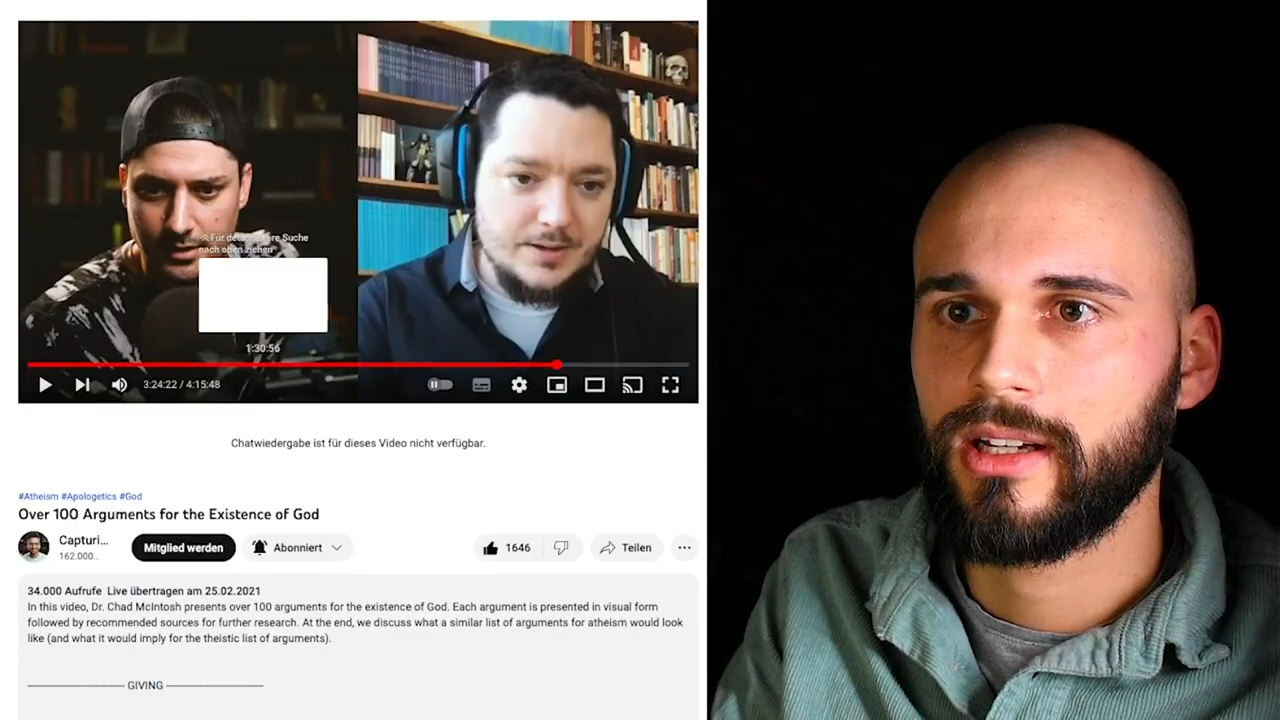 Für detailliertere Suche
nach oben ziehen
1:30:56
3:24:22 / 4:15:48
Chatwiedergabe ist für dieses Video nicht verfügbar.
#Atheism #Apologetics #God
Over 100 Arguments for the Existence of God
Capturi...
162.000...
Mitglied werden
Abonniert
1646
Teilen
34.000 Aufrufe Live übertragen am 25.02.2021
In this video, Dr. Chad McIntosh presents over 100 arguments for the existence of God. Each argument is presented in visual form
followed by recommended sources for further research. At the end, we discuss what a similar list of arguments for atheism would look
like (and what it would imply for the theistic list of arguments).
GIVING